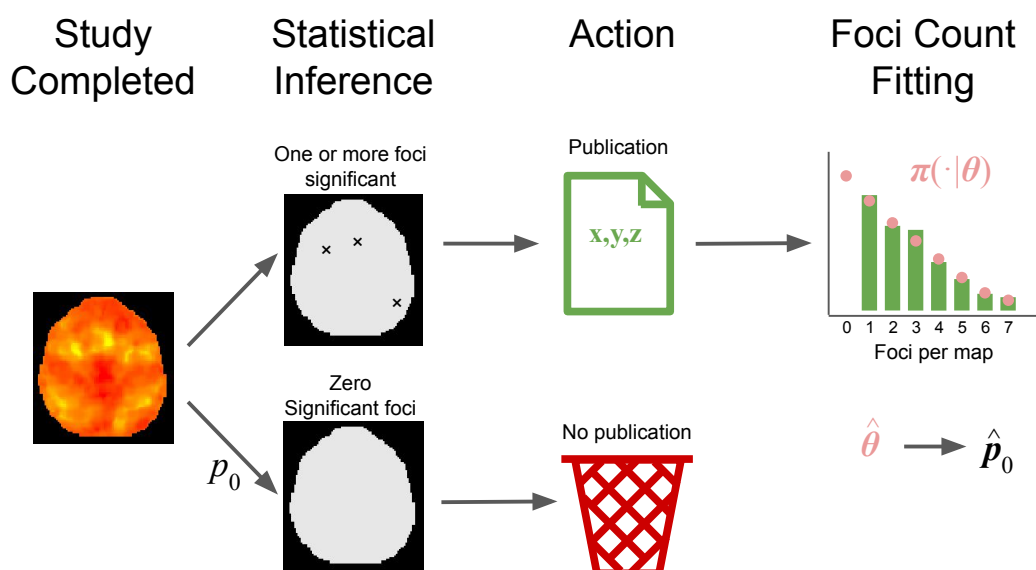 Study
Completed
Statistical
Inference
Action
Foci Count
Fitting
One or more foci
significant
Publication
x,y,z
π(·|θ)
0 1 2 3 4 5 6 7
Foci per map
p₀
Zero
Significant foci
No publication
θ̂
p̂₀